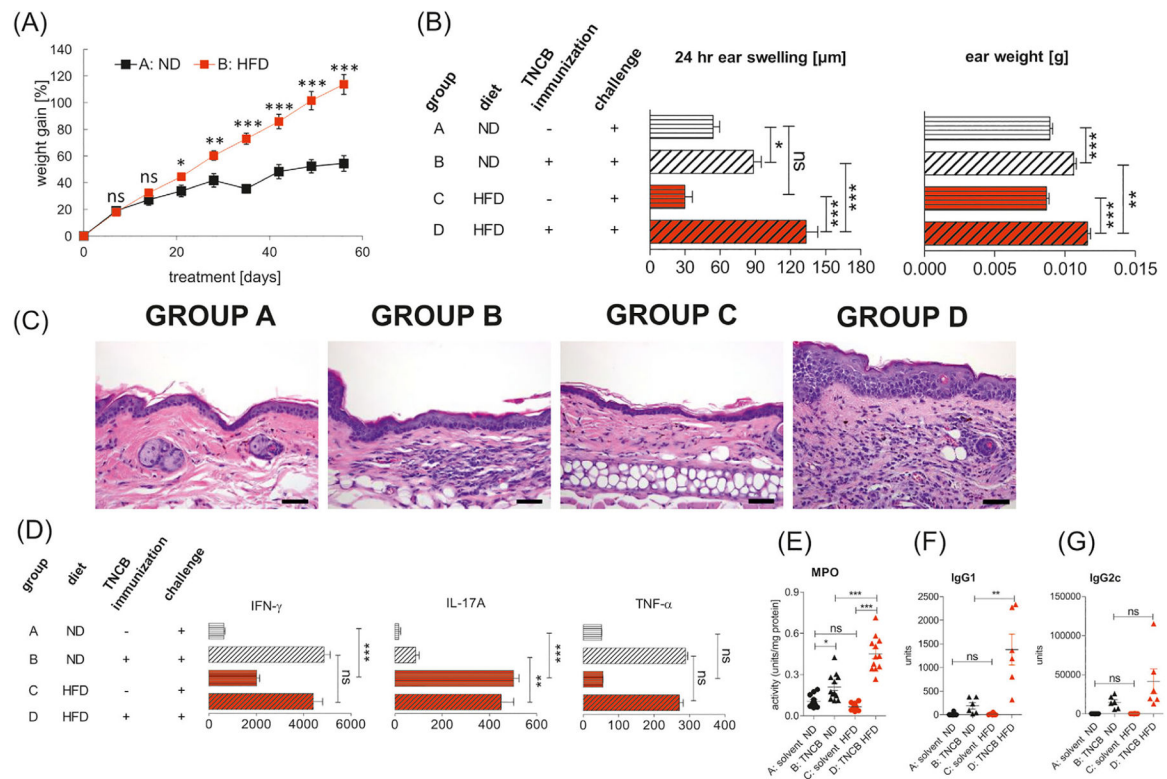 (A)
140
120
100
80
60
40
20
0
A: ND
B: HFD
ns
ns
*
**
***
***
***
***
weight gain [%]
0
20
40
60
treatment [days]
(B)
group
diet
TNCB
immunization
challenge
24 hr ear swelling [µm]
ear weight [g]
A ND - +
B ND + +
C HFD - +
D HFD + +
*
ns
***
***
0 30 60 90 120 150 180
***
**
***
0.000 0.005 0.010 0.015
(C)
GROUP A
GROUP B
GROUP C
GROUP D
(D)
group
diet
TNCB
immunization
challenge
A ND - +
B ND + +
C HFD - +
D HFD + +
IFN-γ
***
ns
0 2000 4000 6000
IL-17A
***
**
0 200 400 600
TNF-α
ns
ns
0 100 200 300 400
(E)
MPO
activity (units/mg protein]
0.9
0.6
0.3
0.0
***
***
ns
*
A: solvent ND
B: TNCB ND
C: solvent HFD
D: TNCB HFD
(F)
IgG1
units
2500
2000
1500
1000
500
0
**
ns
A: solvent ND
B: TNCB ND
C: solvent HFD
D: TNCB HFD
(G)
IgG2c
units
150000
100000
50000
0
ns
ns
A: solvent ND
B: TNCB ND
C: solvent HFD
D: TNCB HFD